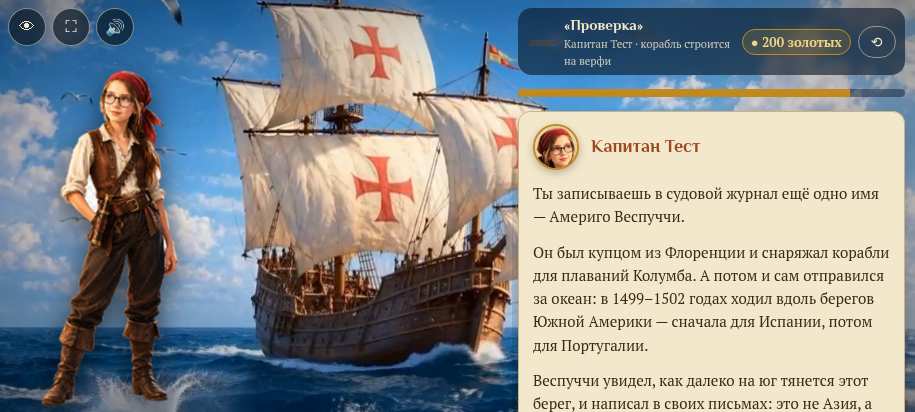 «Проверка»
Капитан Тест · корабль строится
на верфи
● 200 золотых
Капитан Тест
Ты записываешь в судовой журнал ещё одно имя
— Америго Веспуччи.
Он был купцом из Флоренции и снаряжал корабли
для плаваний Колумба. А потом и сам отправился
за океан: в 1499–1502 годах ходил вдоль берегов
Южной Америки — сначала для Испании, потом
для Португалии.
Веспуччи увидел, как далеко на юг тянется этот
берег, и написал в своих письмах: это не Азия, а